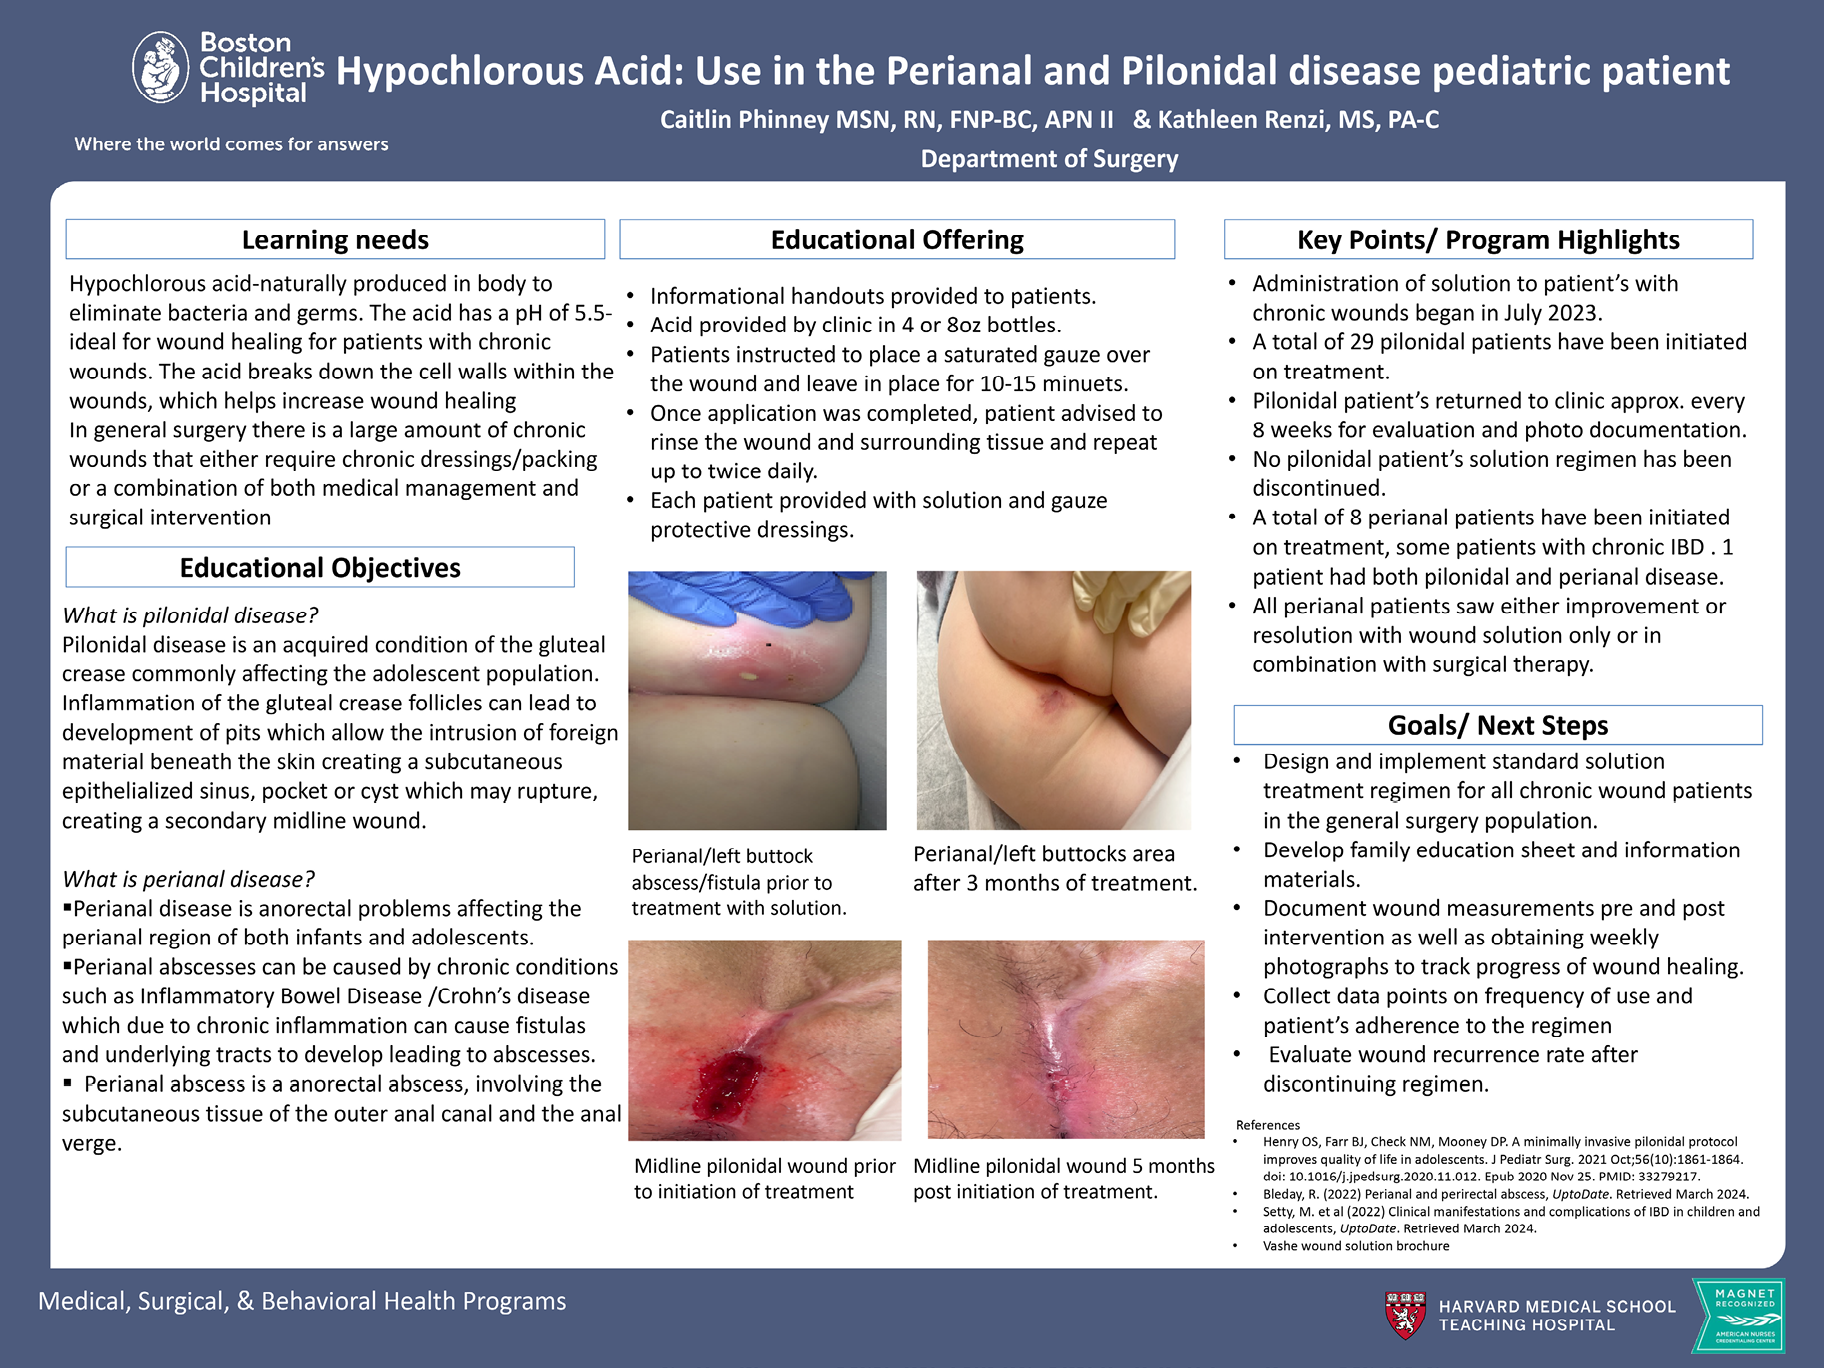 Boston
Children's
Hospital
Where the world comes for answers
Hypochlorous Acid: Use in the Perianal and Pilonidal disease pediatric patient
Caitlin Phinney MSN, RN, FNP-BC, APN II & Kathleen Renzi, MS, PA-C
Department of Surgery
Learning needs
Hypochlorous acid-naturally produced in body to
eliminate bacteria and germs. The acid has a pH of 5.5-
ideal for wound healing for patients with chronic
wounds. The acid breaks down the cell walls within the
wounds, which helps increase wound healing
In general surgery there is a large amount of chronic
wounds that either require chronic dressings/packing
or a combination of both medical management and
surgical intervention
Educational Objectives
What is pilonidal disease?
Pilonidal disease is an acquired condition of the gluteal
crease commonly affecting the adolescent population.
Inflammation of the gluteal crease follicles can lead to
development of pits which allow the intrusion of foreign
material beneath the skin creating a subcutaneous
epithelialized sinus, pocket or cyst which may rupture,
creating a secondary midline wound.
What is perianal disease?
▪Perianal disease is anorectal problems affecting the
perianal region of both infants and adolescents.
▪Perianal abscesses can be caused by chronic conditions
such as Inflammatory Bowel Disease /Crohn's disease
which due to chronic inflammation can cause fistulas
and underlying tracts to develop leading to abscesses.
▪ Perianal abscess is a anorectal abscess, involving the
subcutaneous tissue of the outer anal canal and the anal
verge.
Educational Offering
• Informational handouts provided to patients.
• Acid provided by clinic in 4 or 8oz bottles.
• Patients instructed to place a saturated gauze over
the wound and leave in place for 10-15 minuets.
• Once application was completed, patient advised to
rinse the wound and surrounding tissue and repeat
up to twice daily.
• Each patient provided with solution and gauze
protective dressings.
Perianal/left buttock
abscess/fistula prior to
treatment with solution.
Perianal/left buttocks area
after 3 months of treatment.
Midline pilonidal wound prior
to initiation of treatment
Midline pilonidal wound 5 months
post initiation of treatment.
Key Points/ Program Highlights
• Administration of solution to patient's with
chronic wounds began in July 2023.
• A total of 29 pilonidal patients have been initiated
on treatment.
• Pilonidal patient's returned to clinic approx. every
8 weeks for evaluation and photo documentation.
• No pilonidal patient's solution regimen has been
discontinued.
• A total of 8 perianal patients have been initiated
on treatment, some patients with chronic IBD . 1
patient had both pilonidal and perianal disease.
• All perianal patients saw either improvement or
resolution with wound solution only or in
combination with surgical therapy.
Goals/ Next Steps
• Design and implement standard solution
treatment regimen for all chronic wound patients
in the general surgery population.
• Develop family education sheet and information
materials.
• Document wound measurements pre and post
intervention as well as obtaining weekly
photographs to track progress of wound healing.
• Collect data points on frequency of use and
patient's adherence to the regimen
• Evaluate wound recurrence rate after
discontinuing regimen.
References
• Henry OS, Farr BJ, Check NM, Mooney DP. A minimally invasive pilonidal protocol
improves quality of life in adolescents. J Pediatr Surg. 2021 Oct;56(10):1861-1864.
doi: 10.1016/j.jpedsurg.2020.11.012. Epub 2020 Nov 25. PMID: 33279217.
• Bleday, R. (2022) Perianal and perirectal abscess, UptoDate. Retrieved March 2024.
• Setty, M. et al (2022) Clinical manifestations and complications of IBD in children and
adolescents, UptoDate. Retrieved March 2024.
• Vashe wound solution brochure
Medical, Surgical, & Behavioral Health Programs
HARVARD MEDICAL SCHOOL
TEACHING HOSPITAL
MAGNET
RECOGNIZED
AMERICAN NURSES
CREDENTIALING CENTER